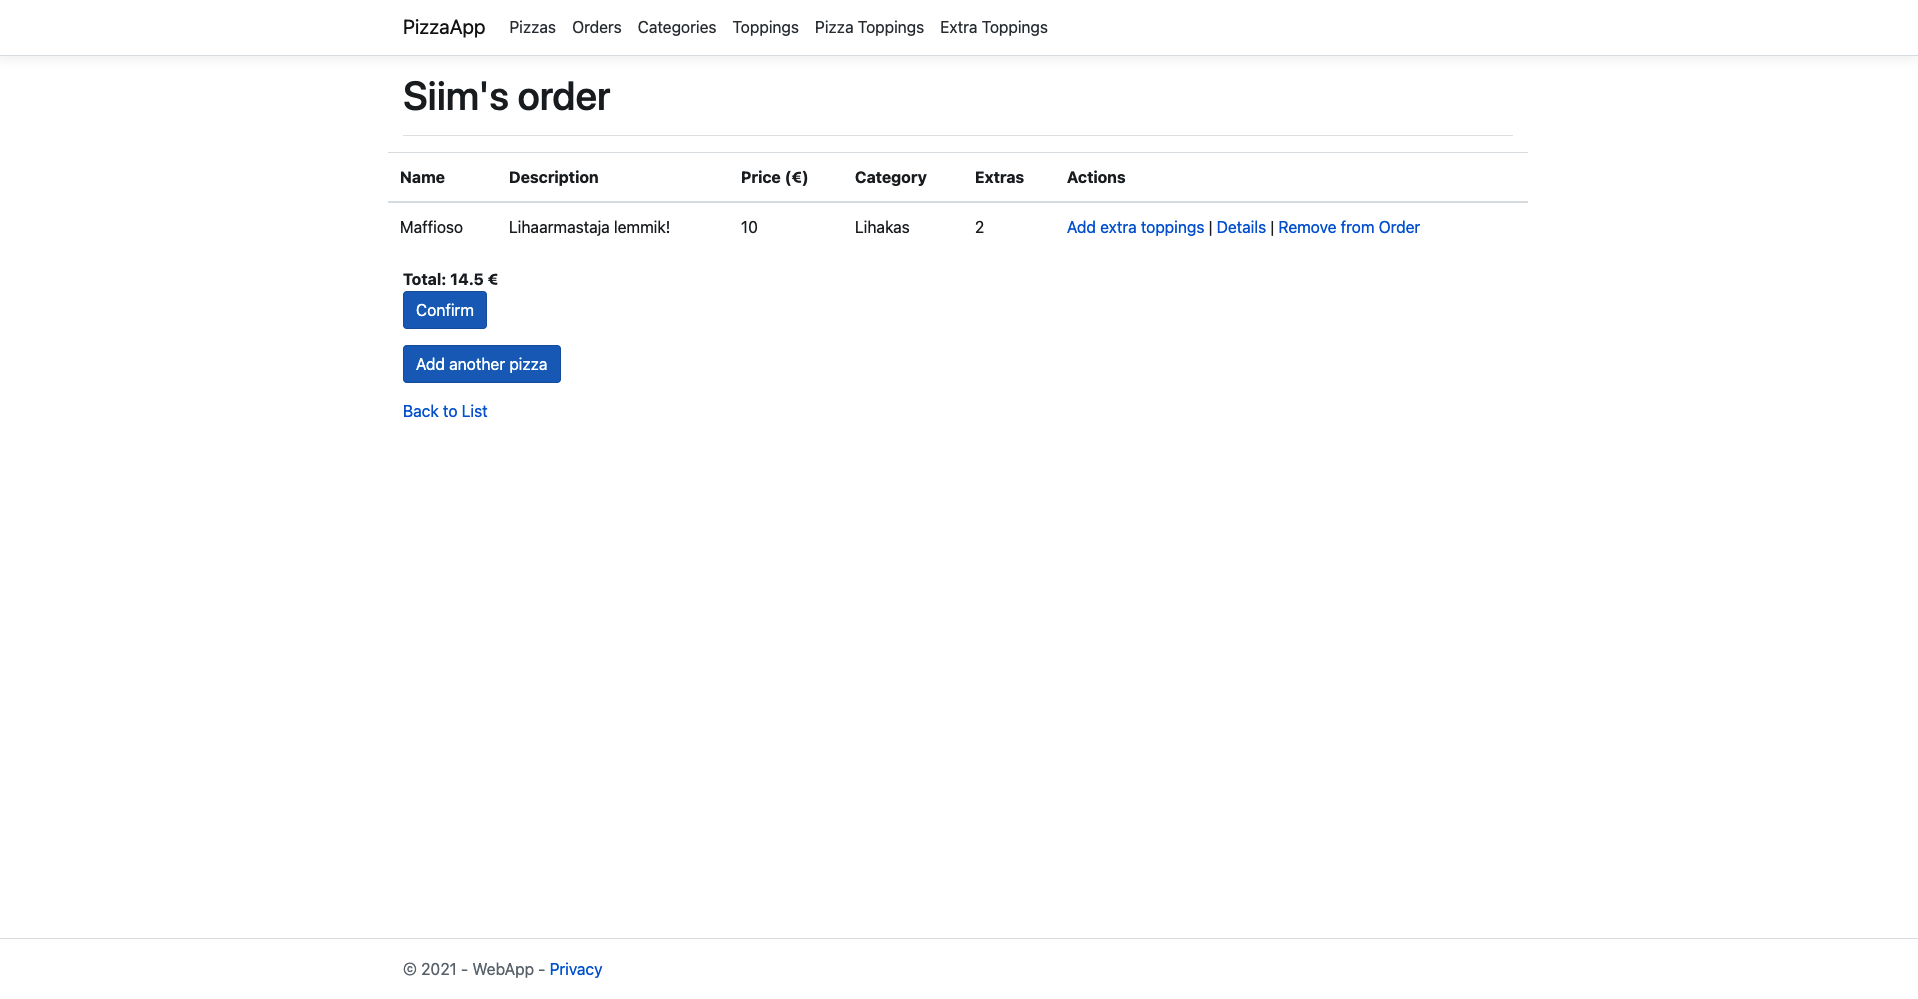 PizzaApp Pizzas Orders Categories Toppings Pizza Toppings Extra Toppings
Siim's order
Name Description Price (€) Category Extras Actions
Maffioso Lihaarmastaja lemmik! 10 Lihakas 2 Add extra toppings | Details | Remove from Order
Total: 14.5 €
Confirm
Add another pizza
Back to List
© 2021 - WebApp - Privacy